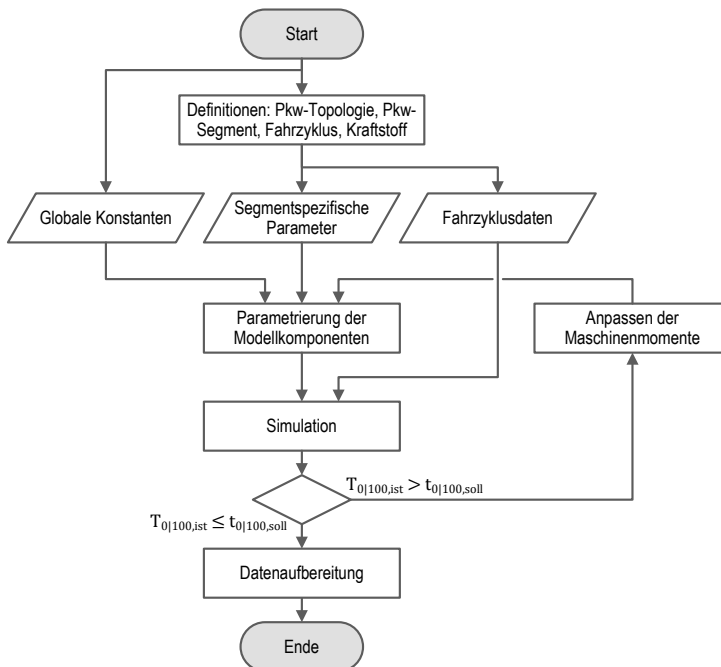 Start
Definitionen: Pkw-Topologie, Pkw-
Segment, Fahrzyklus, Kraftstoff
Globale Konstanten
Segmentspezifische
Parameter
Fahrzyklusdaten
Parametrierung der
Modellkomponenten
Anpassen der
Maschinenmomente
Simulation
T0|100,ist > t0|100,soll
T0|100,ist ≤ t0|100,soll
Datenaufbereitung
Ende